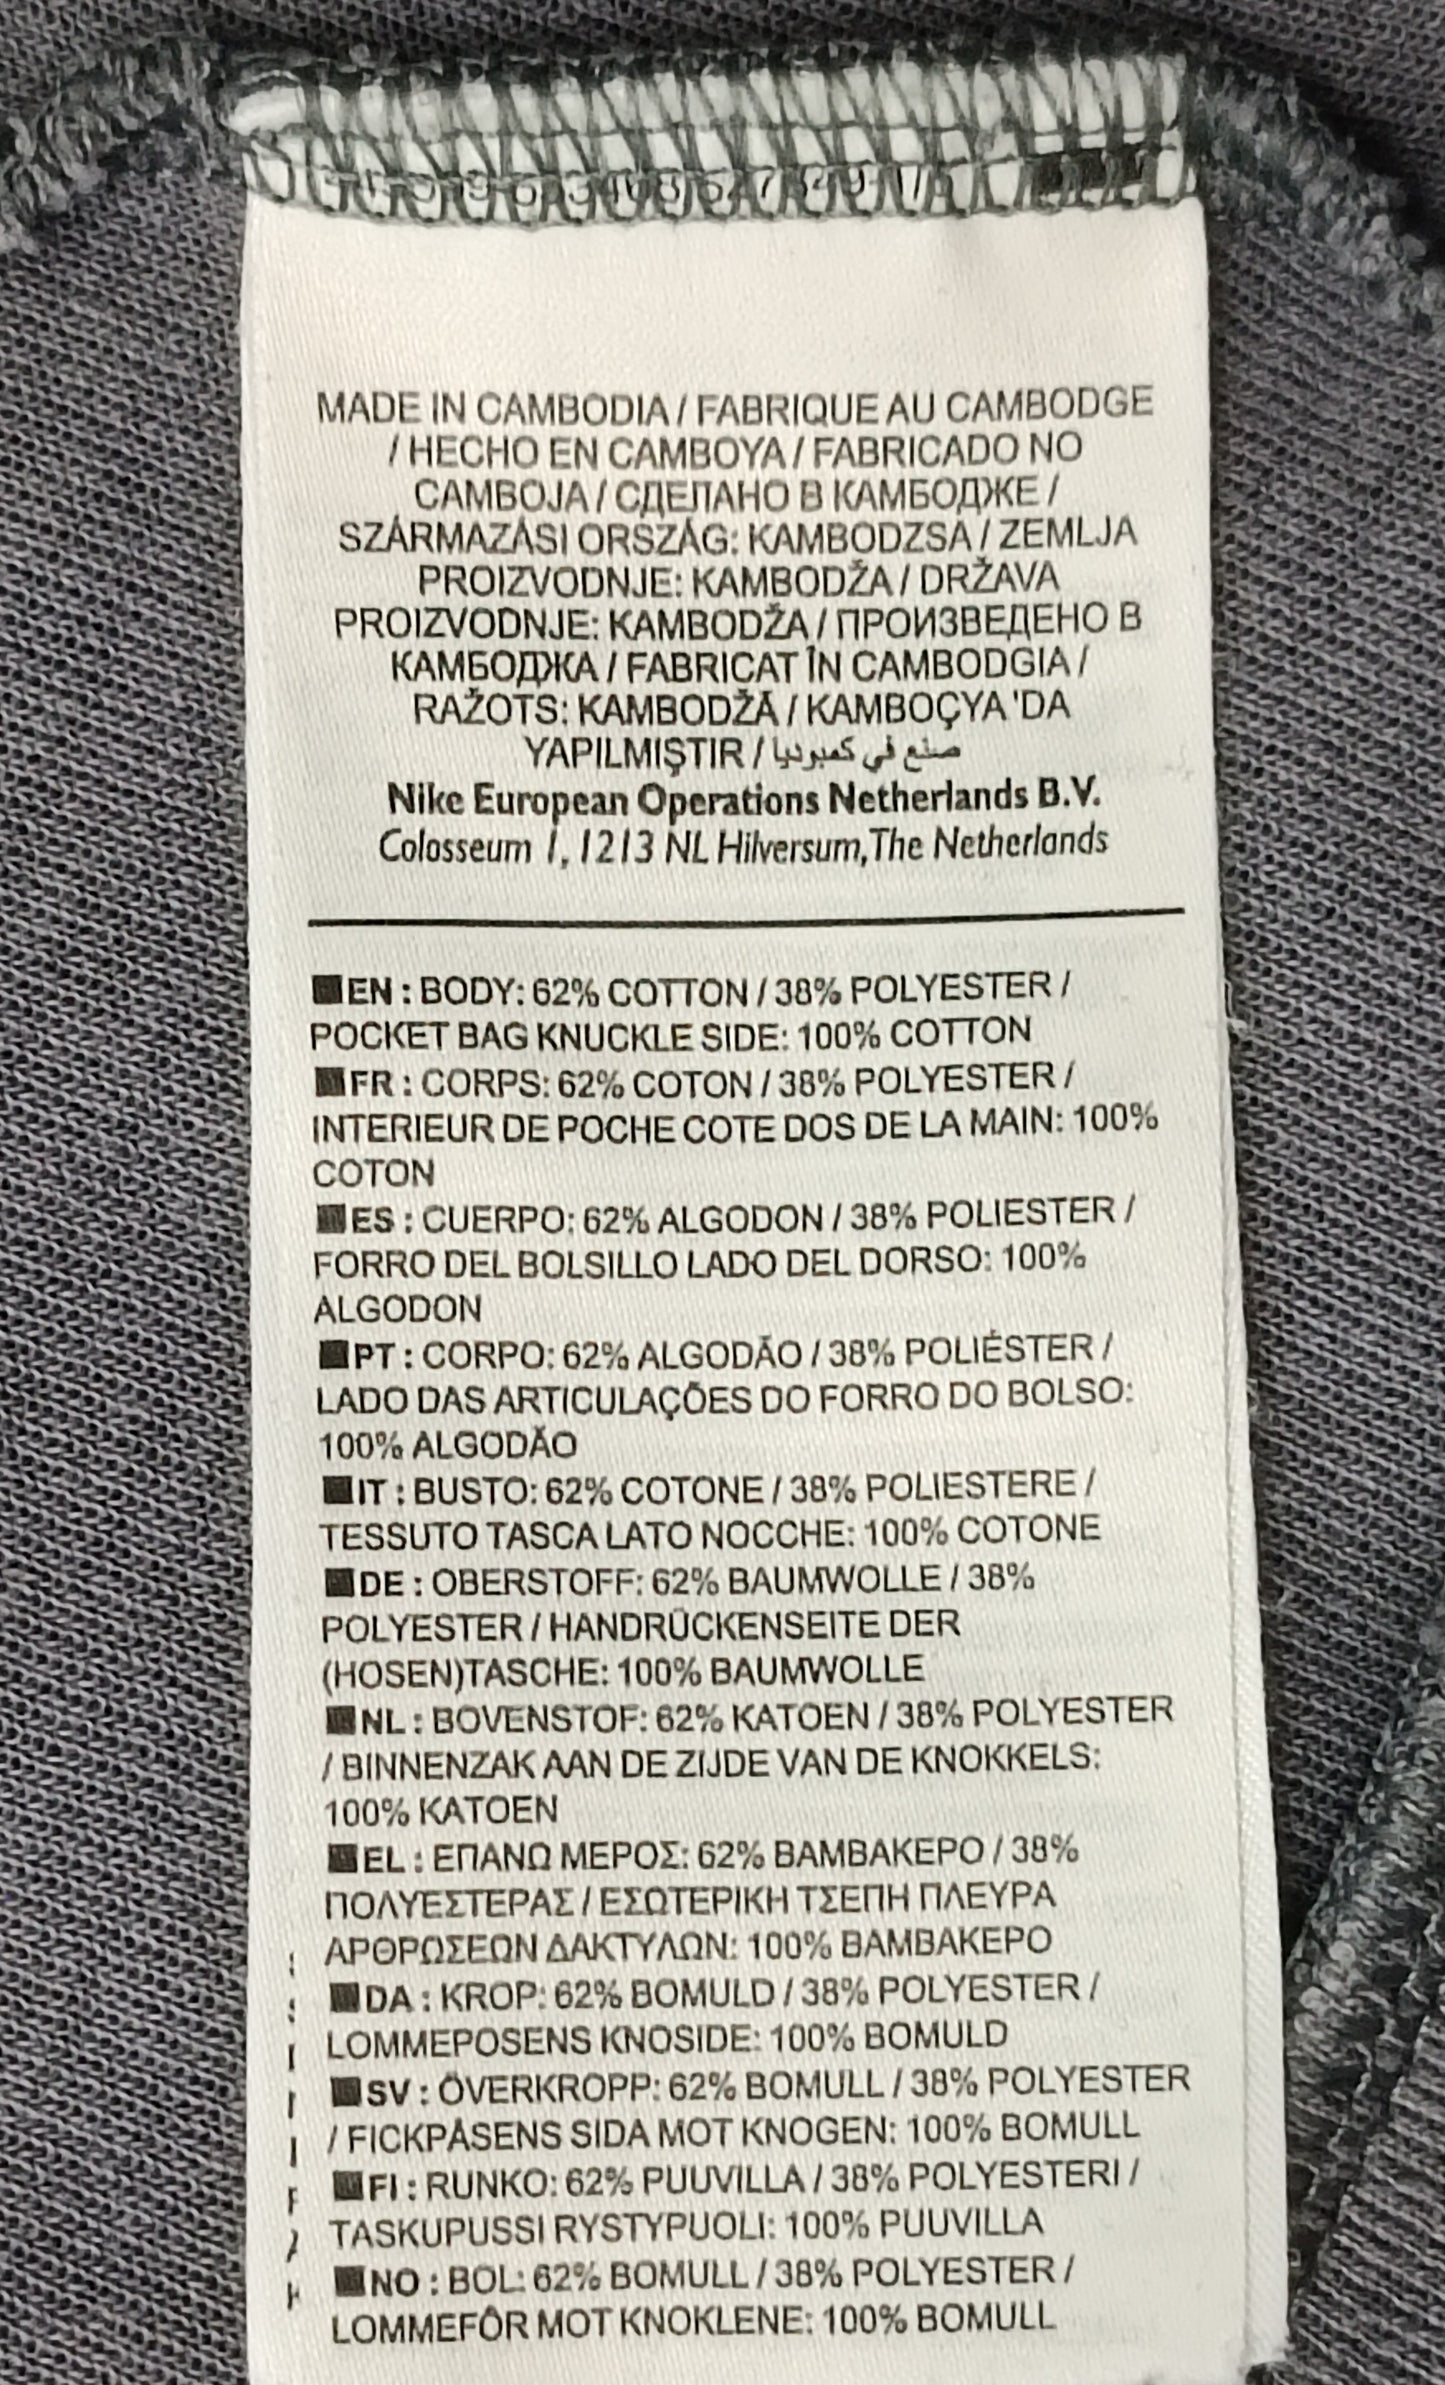 MADE IN CAMBODIA / FABRIQUE AU CAMBODGE
/ HECHO EN CAMBOYA / FABRICADO NO
CAMBOJA / СДЕЛАНО В КАМБОДЖЕ /
SZÁRMAZÁSI ORSZÁG: KAMBODZSA / ZEMLJA
PROIZVODNJE: KAMBODŽA / DRŽAVA
PROIZVODNJE: KAMBODŽA / ПРОИЗВЕДЕНО В
КАМБОДЖА / FABRICAT ÎN CAMBODGIA /
RAŽOTS: KAMBODŽĀ / KAMBOÇYA 'DA
YAPILMIŞTIR / صنع في كمبوديا
Nike European Operations Netherlands B.V.
Colosseum 1, 1213 NL Hilversum, The Netherlands
EN : BODY: 62% COTTON / 38% POLYESTER /
POCKET BAG KNUCKLE SIDE: 100% COTTON
FR : CORPS: 62% COTON / 38% POLYESTER /
INTERIEUR DE POCHE COTE DOS DE LA MAIN: 100%
COTON
ES : CUERPO: 62% ALGODON / 38% POLIESTER /
FORRO DEL BOLSILLO LADO DEL DORSO: 100%
ALGODON
PT : CORPO: 62% ALGODÃO / 38% POLIÉSTER /
LADO DAS ARTICULAÇÕES DO FORRO DO BOLSO:
100% ALGODÃO
IT : BUSTO: 62% COTONE / 38% POLIESTERE /
TESSUTO TASCA LATO NOCCHE: 100% COTONE
DE : OBERSTOFF: 62% BAUMWOLLE / 38%
POLYESTER / HANDRÜCKENSEITE DER
(HOSEN)TASCHE: 100% BAUMWOLLE
NL : BOVENSTOF: 62% KATOEN / 38% POLYESTER
/ BINNENZAK AAN DE ZIJDE VAN DE KNOKKELS:
100% KATOEN
EL : ΕΠΑΝΩ ΜΕΡΟΣ: 62% ΒΑΜΒΑΚΕΡΟ / 38%
ΠΟΛΥΕΣΤΕΡΑΣ / ΕΣΩΤΕΡΙΚΗ ΤΣΕΠΗ ΠΛΕΥΡΑ
ΑΡΘΡΩΣΕΩΝ ΔΑΚΤΥΛΩΝ: 100% ΒΑΜΒΑΚΕΡΟ
DA : KROP: 62% BOMULD / 38% POLYESTER /
LOMMEPOSENS KNOSIDE: 100% BOMULD
SV : ÖVERKROPP: 62% BOMULL / 38% POLYESTER
/ FICKPÅSENS SIDA MOT KNOGEN: 100% BOMULL
FI : RUNKO: 62% PUUVILLA / 38% POLYESTERI /
TASKUPUSSI RYSTYPUOLI: 100% PUUVILLA
NO : BOL: 62% BOMULL / 38% POLYESTER /
LOMMEFÔR MOT KNOKLENE: 100% BOMULL